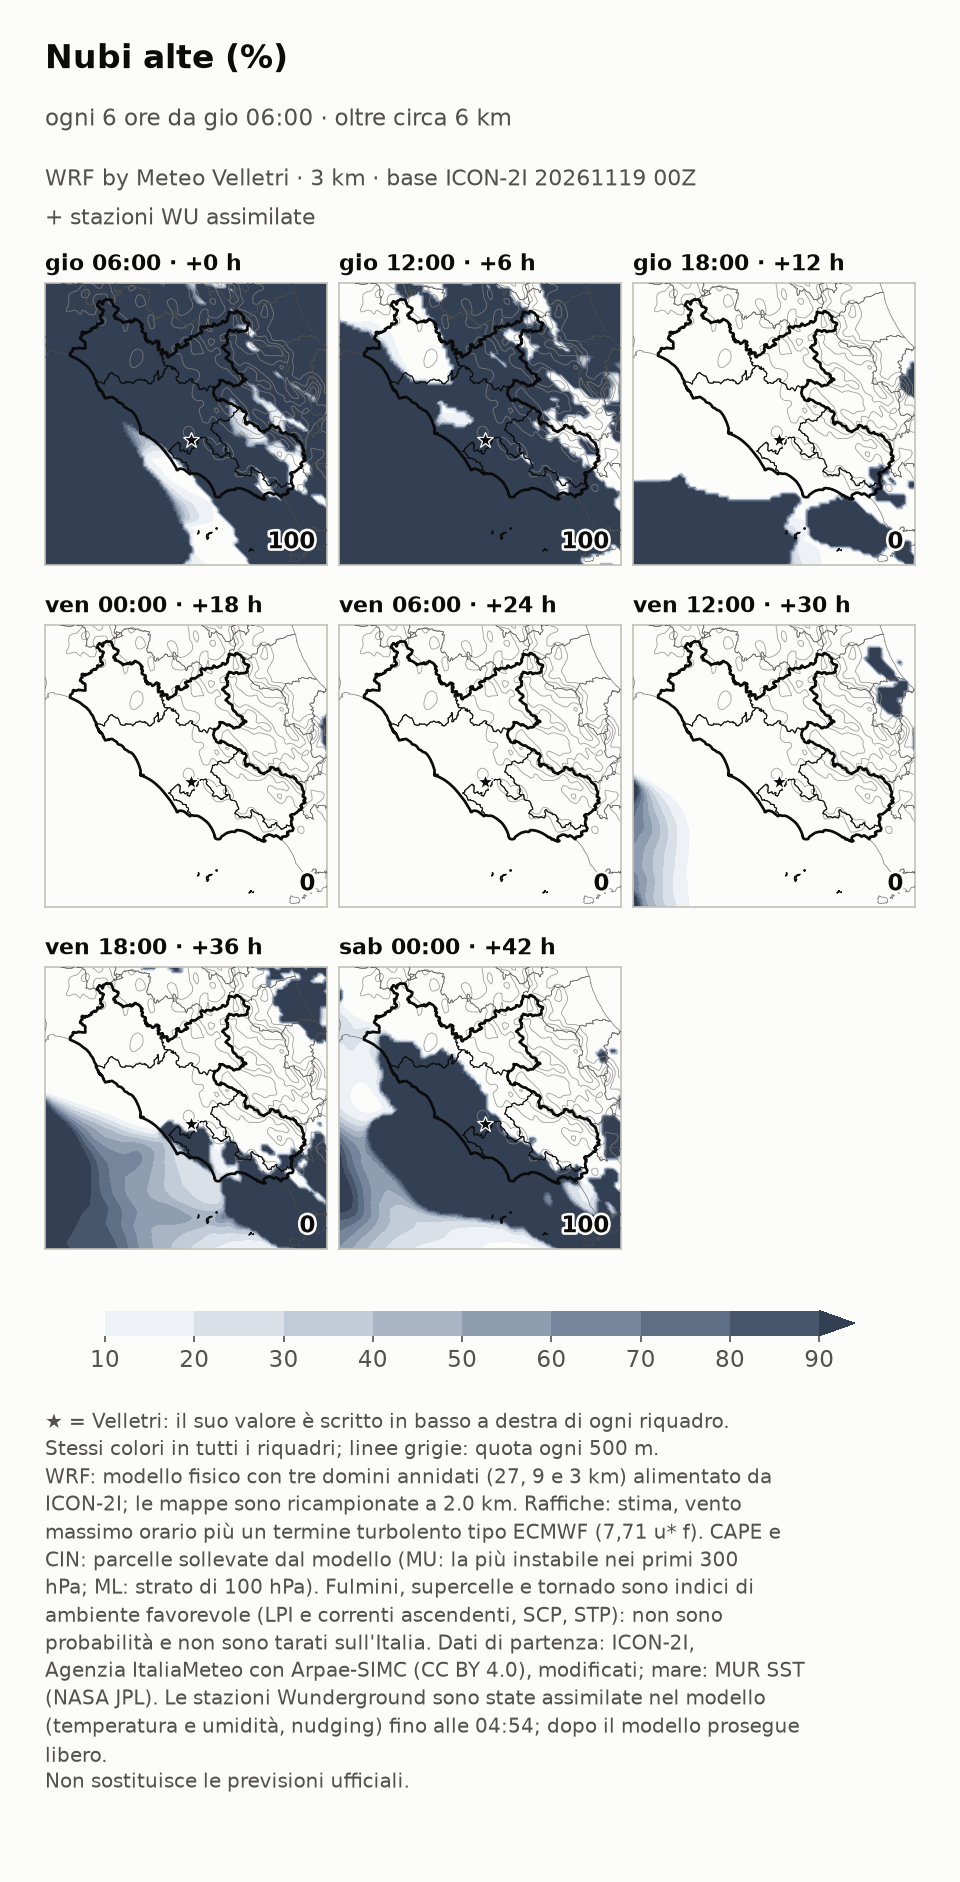 Nubi alte (%)
ogni 6 ore da gio 06:00 · oltre circa 6 km
WRF by Meteo Velletri · 3 km · base ICON-2I 20261119 00Z
+ stazioni WU assimilate
gio 06:00 · +0 h
gio 12:00 · +6 h
gio 18:00 · +12 h
100
100
0
ven 00:00 · +18 h
ven 06:00 · +24 h
ven 12:00 · +30 h
0
0
0
ven 18:00 · +36 h
sab 00:00 · +42 h
0
100
10 20 30 40 50 60 70 80 90
★ = Velletri: il suo valore è scritto in basso a destra di ogni riquadro.
Stessi colori in tutti i riquadri; linee grigie: quota ogni 500 m.
WRF: modello fisico con tre domini annidati (27, 9 e 3 km) alimentato da
ICON-2I; le mappe sono ricampionate a 2.0 km. Raffiche: stima, vento
massimo orario più un termine turbolento tipo ECMWF (7,71 u* f). CAPE e
CIN: parcelle sollevate dal modello (MU: la più instabile nei primi 300
hPa; ML: strato di 100 hPa). Fulmini, supercelle e tornado sono indici di
ambiente favorevole (LPI e correnti ascendenti, SCP, STP): non sono
probabilità e non sono tarati sull'Italia. Dati di partenza: ICON-2I,
Agenzia ItaliaMeteo con Arpae-SIMC (CC BY 4.0), modificati; mare: MUR SST
(NASA JPL). Le stazioni Wunderground sono state assimilate nel modello
(temperatura e umidità, nudging) fino alle 04:54; dopo il modello prosegue
libero.
Non sostituisce le previsioni ufficiali.